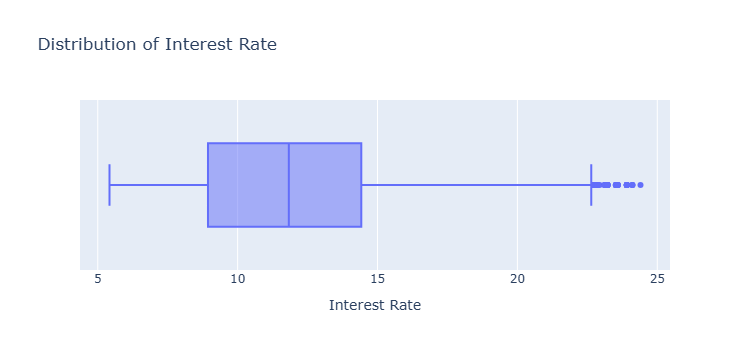 Distribution of Interest Rate
5 10 15 20 25
Interest Rate